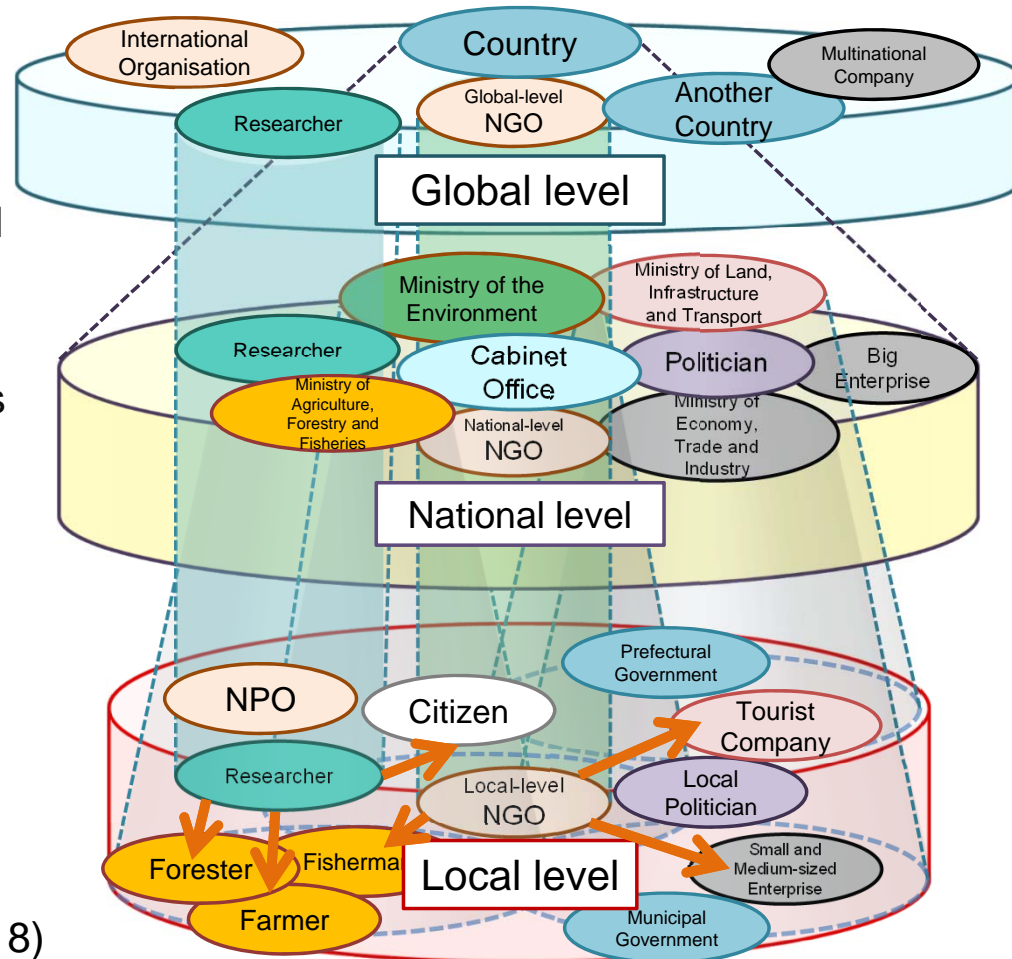 International
Organisation
Country
Multinational
Company
Researcher
Global-level
NGO
Another
Country
Global level
Ministry of the
Environment
Ministry of Land,
Infrastructure
and Transport
Researcher
Cabinet
Office
Politician
Big
Enterprise
s
Ministry of
Agriculture,
Forestry and
Fisheries
National-level
NGO
Ministry of
Economy,
Trade and
Industry
National level
Prefectural
Government
NPO
Citizen
Tourist
Company
Researcher
Local-level
NGO
Local
Politician
Forester
Fisherma
Local level
Small and
Medium-sized
Enterprise
Farmer
Municipal
Government
8)